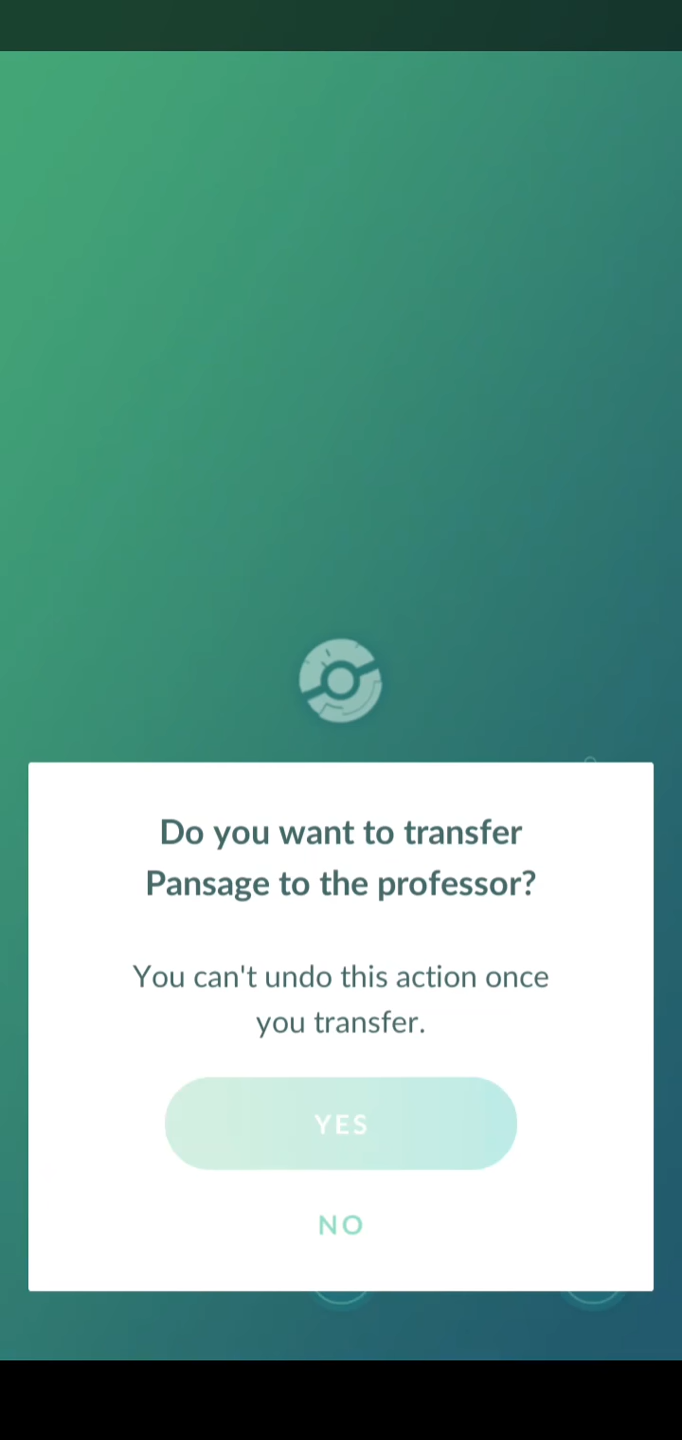 Do you want to transfer
Pansage to the professor?
You can't undo this action once
you transfer.
YES
NO